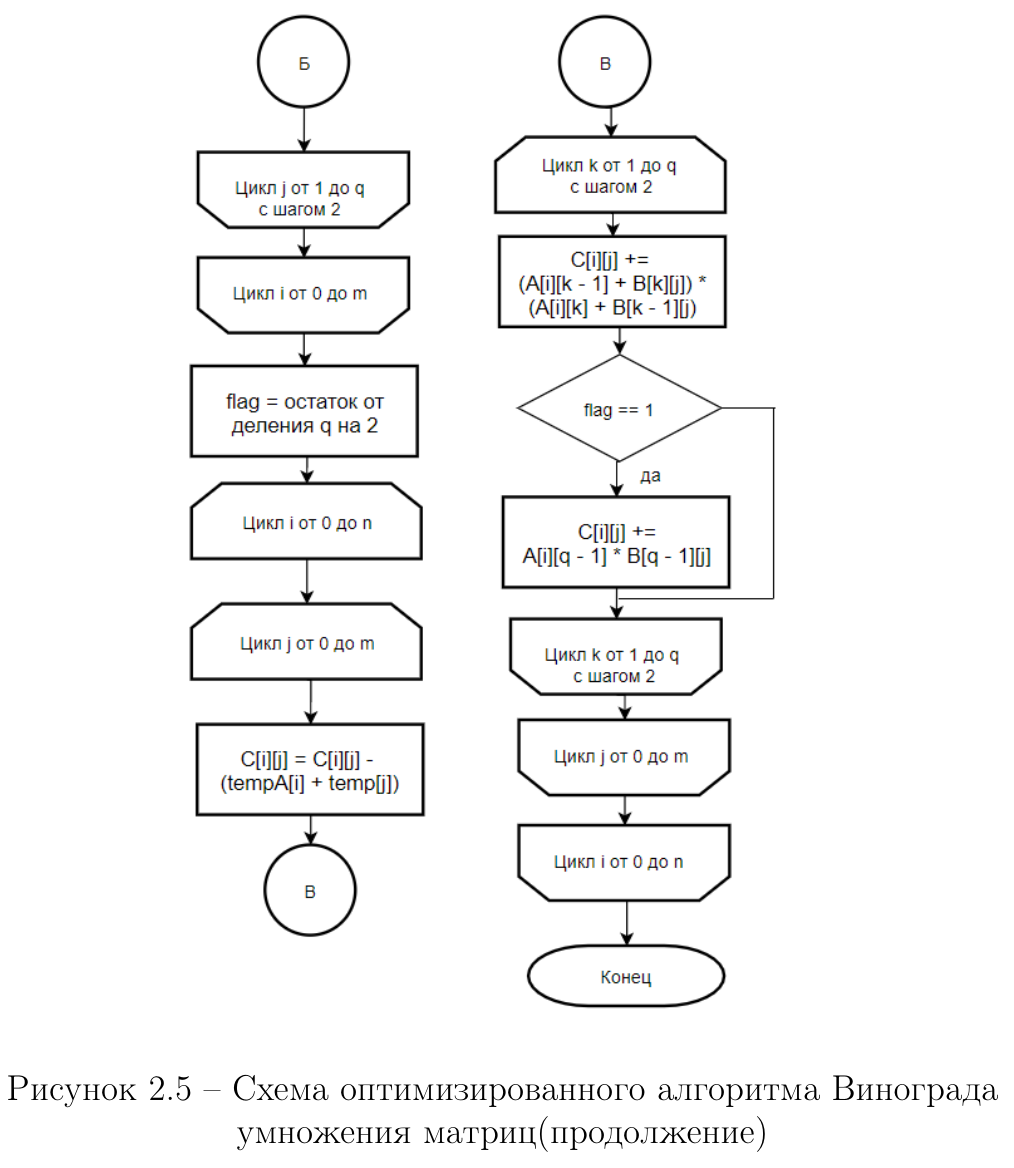 Б
Цикл j от 1 до q
с шагом 2
Цикл i от 0 до m
flag = остаток от
деления q на 2
Цикл i от 0 до n
Цикл j от 0 до m
C[i][j] = C[i][j] -
(tempA[i] + temp[j])
В
В
Цикл k от 1 до q
с шагом 2
C[i][j] +=
(A[i][k - 1] + B[k][j]) *
(A[i][k] + B[k - 1][j)
flag == 1
да
C[i][j] +=
A[i][q - 1] * B[q - 1][j]
Цикл k от 1 до q
с шагом 2
Цикл j от 0 до m
Цикл i от 0 до n
Конец
Рисунок 2.5 – Схема оптимизированного алгоритма Винограда
умножения матриц(продолжение)